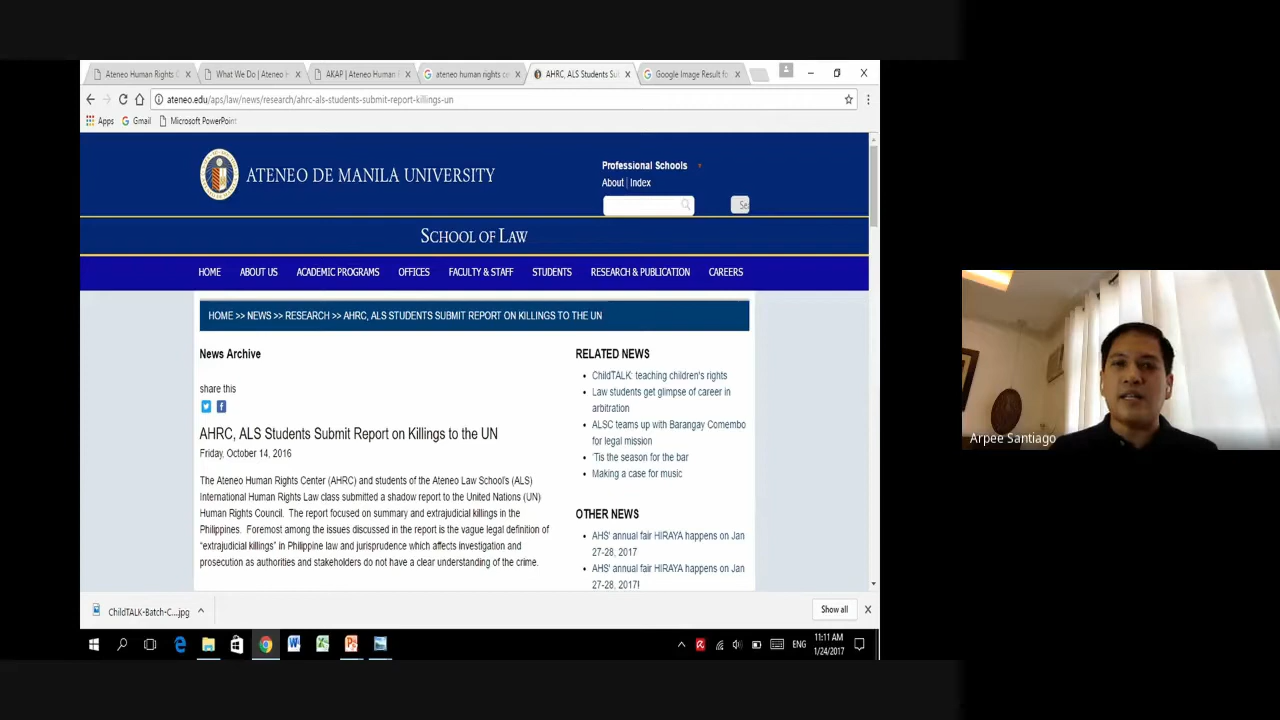 Ateneo Human Rights C
What We Do | Ateneo H
AKAP | Ateneo Human
ateneo human rights ce
AHRC, ALS Students Su
Google Image Result fo
ateneo.edu/aps/law/news/research/ahrc-als-students-submit-report-killings-un
Apps
Gmail
Microsoft PowerPoint
ATENEO DE MANILA UNIVERSITY
Professional Schools
About | Index
Se
SCHOOL OF LAW
HOME ABOUT US ACADEMIC PROGRAMS OFFICES FACULTY & STAFF STUDENTS RESEARCH & PUBLICATION CAREERS
HOME >> NEWS >> RESEARCH >> AHRC, ALS STUDENTS SUBMIT REPORT ON KILLINGS TO THE UN
News Archive
share this
AHRC, ALS Students Submit Report on Killings to the UN
Friday, October 14, 2016
The Ateneo Human Rights Center (AHRC) and students of the Ateneo Law School's (ALS)
International Human Rights Law class submitted a shadow report to the United Nations (UN)
Human Rights Council. The report focused on summary and extrajudicial killings in the
Philippines. Foremost among the issues discussed in the report is the vague legal definition of
"extrajudicial killings" in Philippine law and jurisprudence which affects investigation and
prosecution as authorities and stakeholders do not have a clear understanding of the crime.
RELATED NEWS
ChildTALK: teaching children's rights
Law students get glimpse of career in
arbitration
ALSC teams up with Barangay Comembo
for legal mission
'Tis the season for the bar
Making a case for music
OTHER NEWS
AHS' annual fair HIRAYA happens on Jan
27-28, 2017
AHS' annual fair HIRAYA happens on Jan
27-28, 2017!
ChildTALK-Batch-C....jpg
Show all
ENG
11:11 AM
1/24/2017
Arpee Santiago